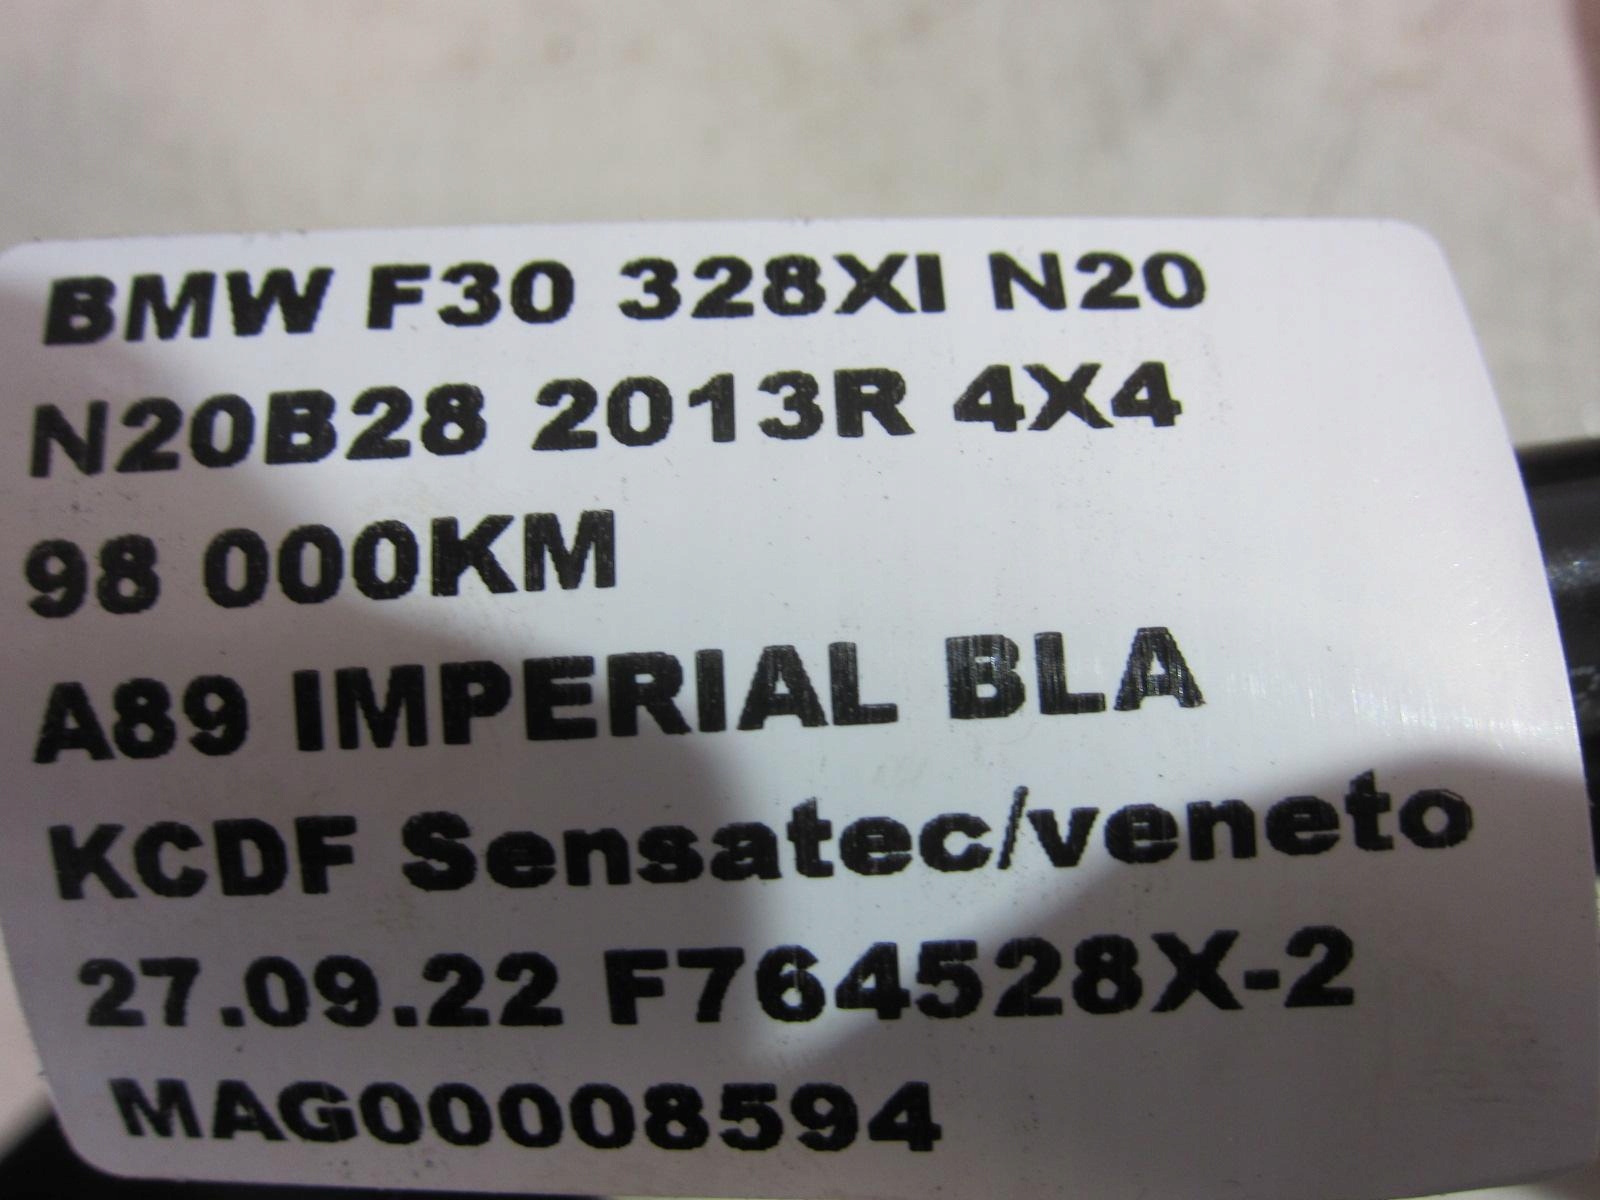 BMW F30 328XI N20
N20B28 2013R 4X4
98 000KM
A89 IMPERIAL BLA
KCDF Sensatec/veneto
27.09.22 F764528X-2
MAG00008594